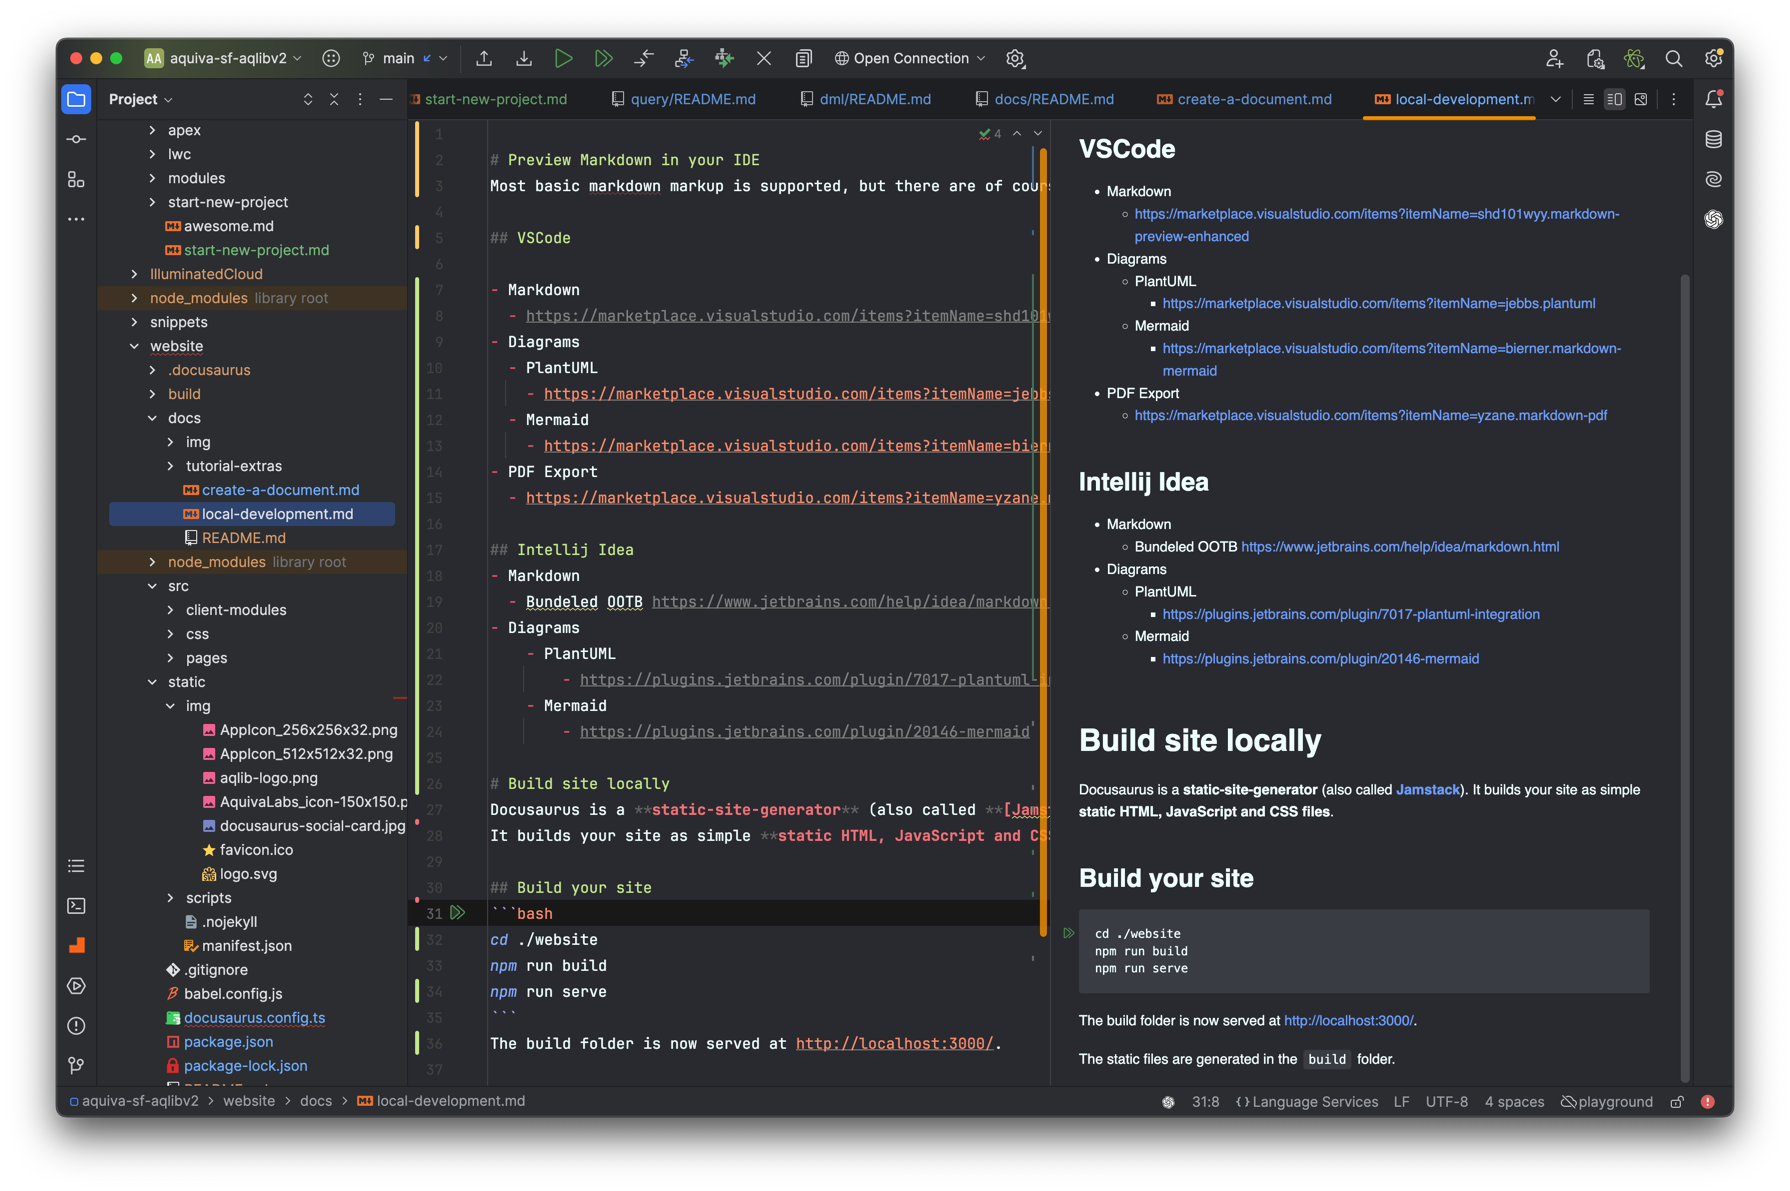 AA aquiva-sf-aqlibv2
main
Open Connection
Project
start-new-project.md
query/README.md
dml/README.md
docs/README.md
create-a-document.md
local-development.m
apex
lwc
modules
start-new-project
awesome.md
start-new-project.md
IlluminatedCloud
node_modules library root
snippets
website
.docusaurus
build
docs
img
tutorial-extras
create-a-document.md
local-development.md
README.md
node_modules library root
src
client-modules
css
pages
static
img
AppIcon_256x256x32.png
AppIcon_512x512x32.png
aqlib-logo.png
AquivaLabs_icon-150x150.p
docusaurus-social-card.jpg
favicon.ico
logo.svg
scripts
.nojekyll
manifest.json
.gitignore
babel.config.js
docusaurus.config.ts
package.json
package-lock.json
4
1
2 # Preview Markdown in your IDE
3 Most basic markdown markup is supported, but there are of cour
4
5 ## VSCode
6
7 - Markdown
8 - https://marketplace.visualstudio.com/items?itemName=shd101w
9 - Diagrams
10 - PlantUML
11 - https://marketplace.visualstudio.com/items?itemName=jebbs
12 - Mermaid
13 - https://marketplace.visualstudio.com/items?itemName=biern
14 - PDF Export
15 - https://marketplace.visualstudio.com/items?itemName=yzane.
16
17 ## Intellij Idea
18 - Markdown
19 - Bundeled OOTB https://www.jetbrains.com/help/idea/markdown
20 - Diagrams
21 - PlantUML
22 - https://plugins.jetbrains.com/plugin/7017-plantuml-i
23 - Mermaid
24 - https://plugins.jetbrains.com/plugin/20146-mermaid
25
26 # Build site locally
27 Docusaurus is a **static-site-generator** (also called **[Jams
28 It builds your site as simple **static HTML, JavaScript and CS
29
30 ## Build your site
31 ```bash
32 cd ./website
33 npm run build
34 npm run serve
35 ```
36 The build folder is now served at http://localhost:3000/.
37
VSCode
• Markdown
◦ https://marketplace.visualstudio.com/items?itemName=shd101wyy.markdown-
preview-enhanced
• Diagrams
◦ PlantUML
▪ https://marketplace.visualstudio.com/items?itemName=jebbs.plantuml
◦ Mermaid
▪ https://marketplace.visualstudio.com/items?itemName=bierner.markdown-
mermaid
• PDF Export
◦ https://marketplace.visualstudio.com/items?itemName=yzane.markdown-pdf
Intellij Idea
• Markdown
◦ Bundeled OOTB https://www.jetbrains.com/help/idea/markdown.html
• Diagrams
◦ PlantUML
▪ https://plugins.jetbrains.com/plugin/7017-plantuml-integration
◦ Mermaid
▪ https://plugins.jetbrains.com/plugin/20146-mermaid
Build site locally
Docusaurus is a static-site-generator (also called Jamstack). It builds your site as simple
static HTML, JavaScript and CSS files.
Build your site
cd ./website
npm run build
npm run serve
The build folder is now served at http://localhost:3000/.
The static files are generated in the build folder.
aquiva-sf-aqlibv2 > website > docs > local-development.md
31:8
{} Language Services
LF
UTF-8
4 spaces
playground